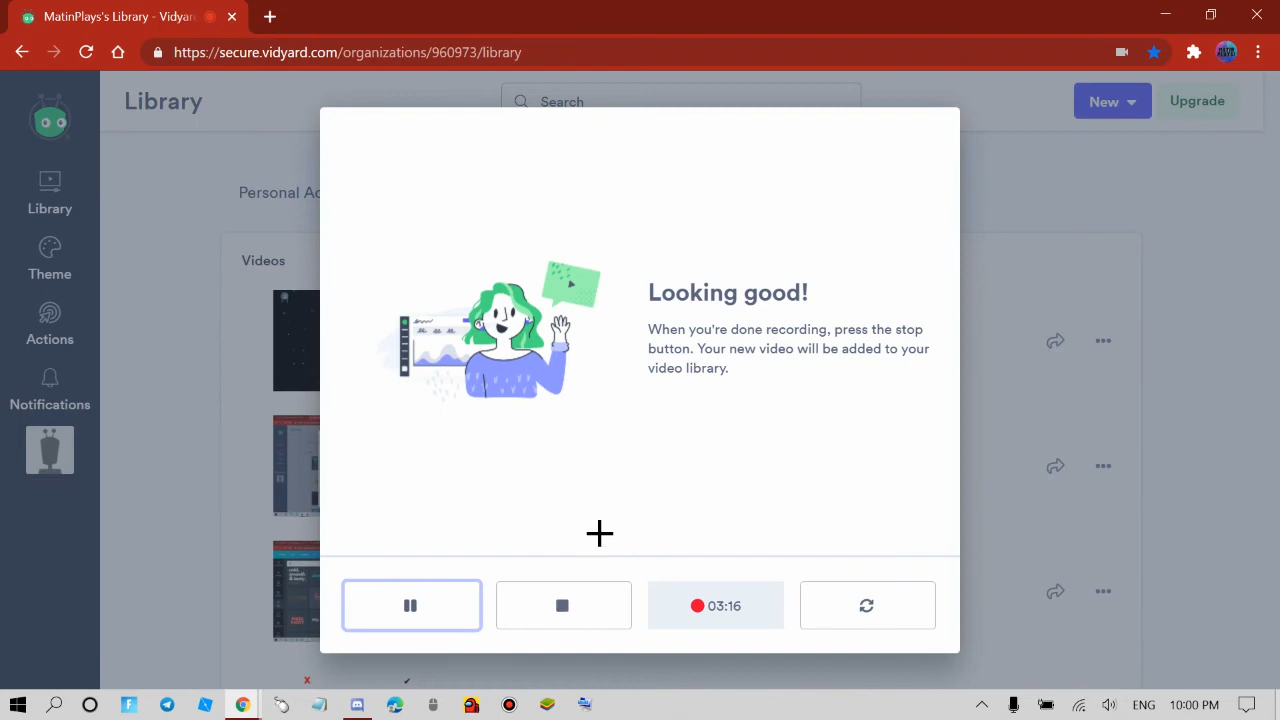 MatinPlays's Library - Vidya
https://secure.vidyard.com/organizations/960973/library
Library
Search
New
Upgrade
Library
Theme
Actions
Notifications
Personal Ac
Videos
Looking good!
When you're done recording, press the stop
button. Your new video will be added to your
video library.
03:16
ENG
10:00 PM